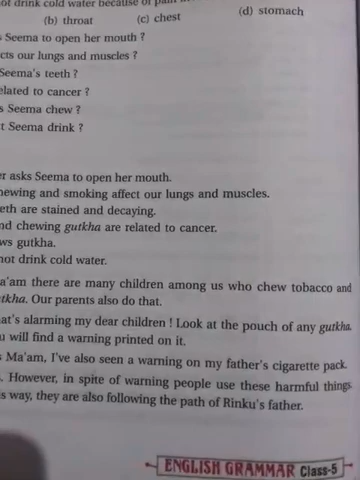 not drink cold water because of
(b) throat (c) chest (d) stomach
Seema to open her mouth ?
cts our lungs and muscles ?
Seema's teeth ?
elated to cancer ?
s Seema chew ?
t Seema drink ?
er asks Seema to open her mouth.
hewing and smoking affect our lungs and muscles.
eth are stained and decaying.
nd chewing gutkha are related to cancer.
ws gutkha.
not drink cold water.
a'am there are many children among us who chew tobacco and
tkha. Our parents also do that.
at's alarming my dear children ! Look at the pouch of any gutkha.
u will find a warning printed on it.
s Ma'am, I've also seen a warning on my father's cigarette pack.
. However, in spite of warning people use these harmful things.
s way, they are also following the path of Rinku's father.
ENGLISH GRAMMAR Class-5